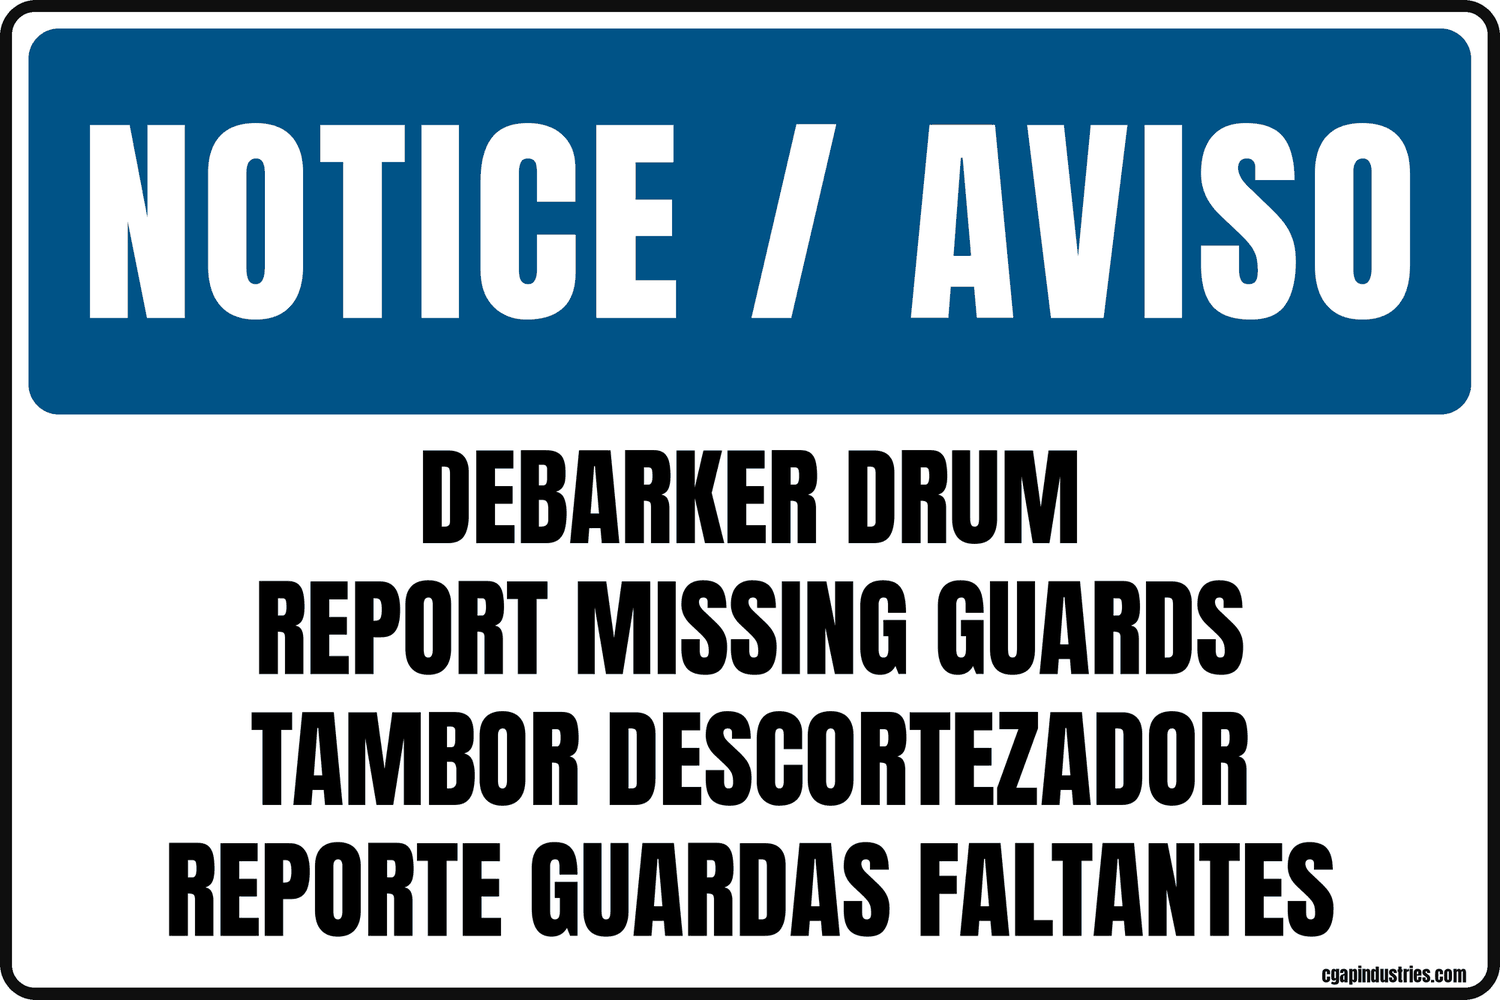 NOTICE / AVISO
DEBARKER DRUM
REPORT MISSING GUARDS
TAMBOR DESCORTEZADOR
REPORTE GUARDAS FALTANTES
cgapindustries.com